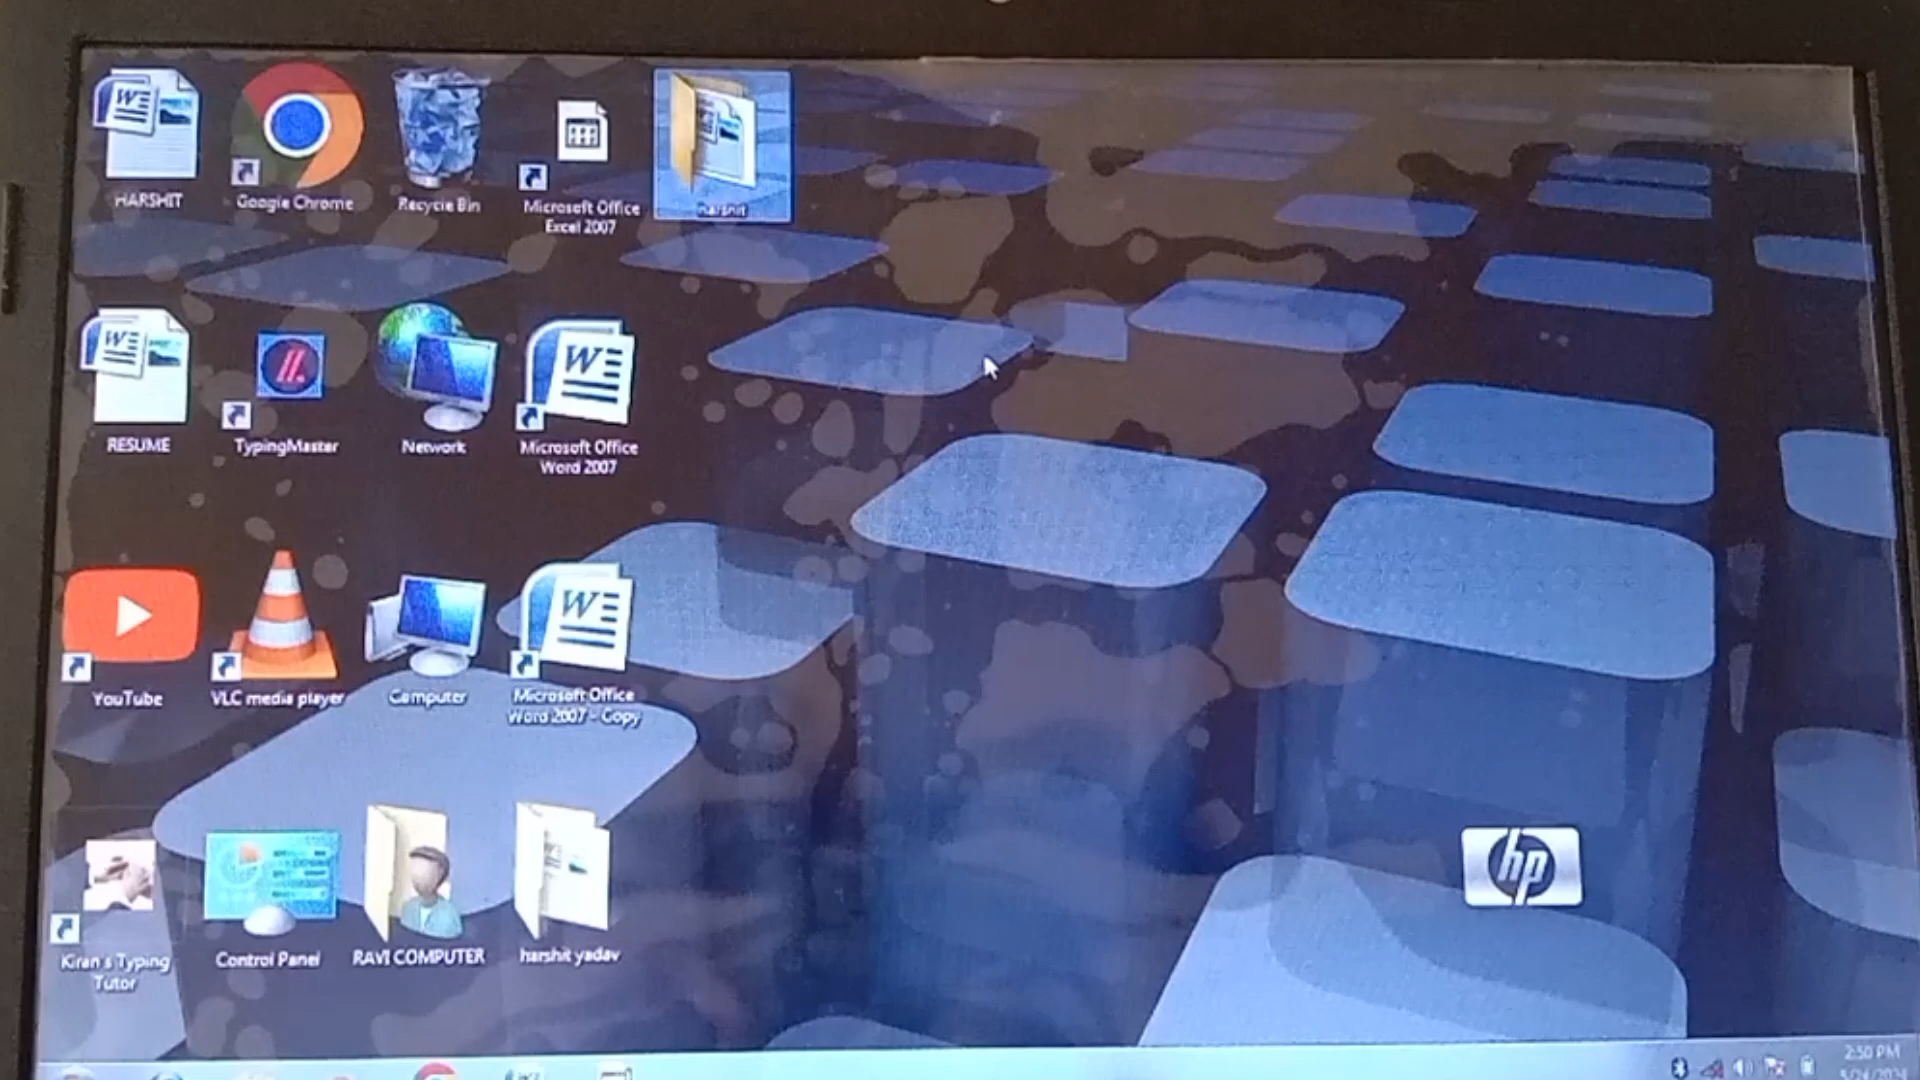 HARSHIT
Google Chrome
Recycle Bin
Microsoft Office
Excel 2007
harshit
RESUME
TypingMaster
Network
Microsoft Office
Word 2007
YouTube
VLC media player
Computer
Microsoft Office
Word 2007 - Copy
Kiran's Typing
Tutor
Control Panel
RAVI COMPUTER
harshit yadav
hp
2:50 PM